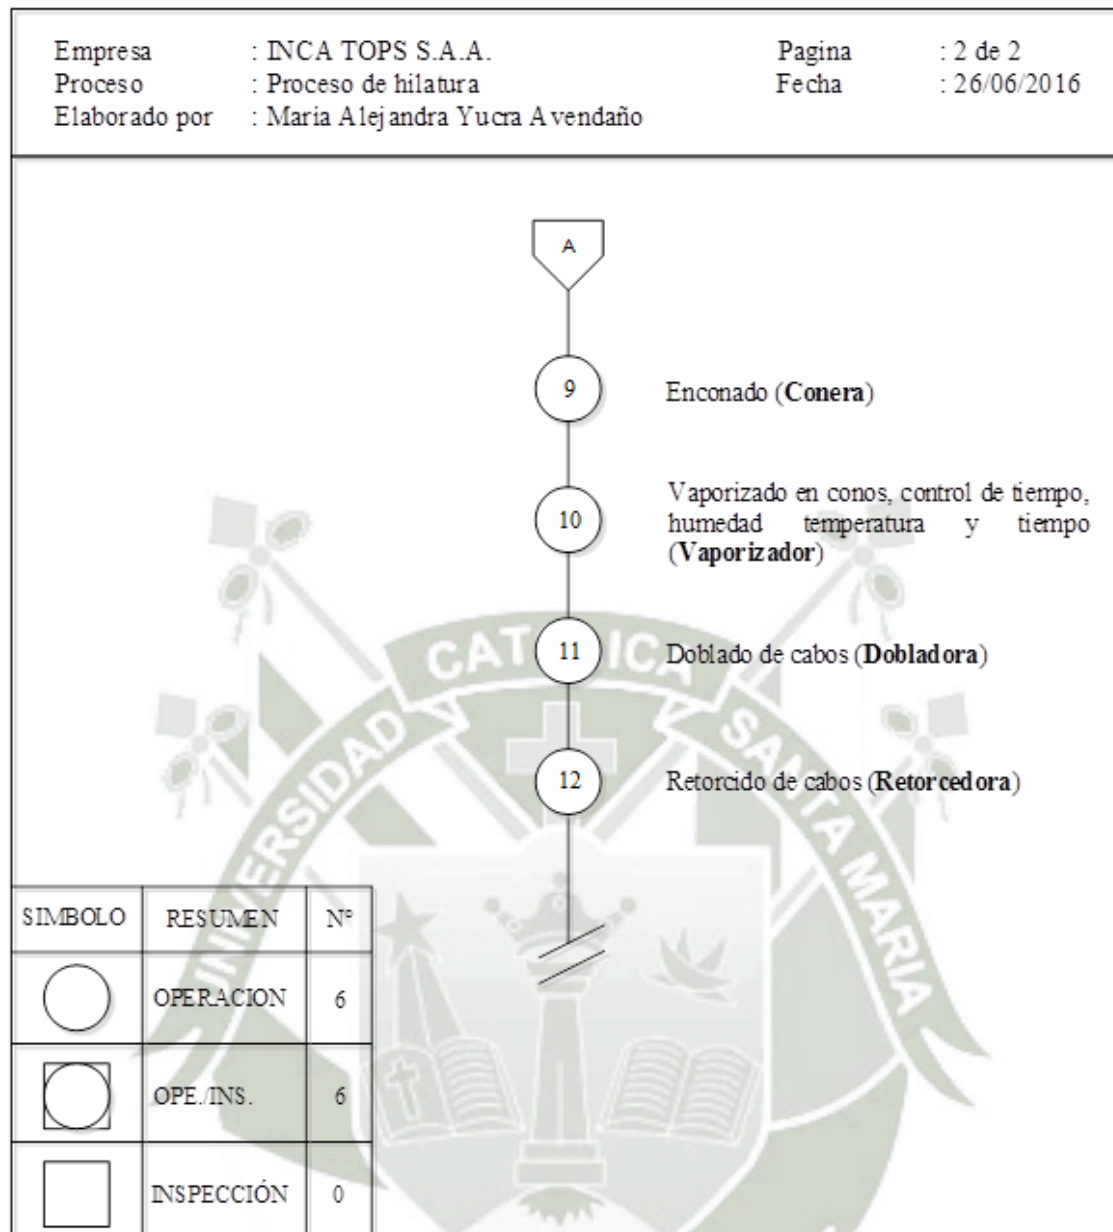 Empresa : INCA TOPS S.A.A. Pagina : 2 de 2
Proceso : Proceso de hilatura Fecha : 26/06/2016
Elaborado por : Maria Alejandra Yucra Avendaño
A
9 Enconado (Conera)
Vaporizado en conos, control de tiempo,
10 humedad temperatura y tiempo
(Vaporizador)
11 Doblado de cabos (Dobladora)
12 Retorcido de cabos (Retorcedora)
UNIVERSIDAD CATOLICA SANTA MARIA
SIMBOLO RESUMEN Nº
OPERACION 6
OPE./INS. 6
INSPECCIÓN 0